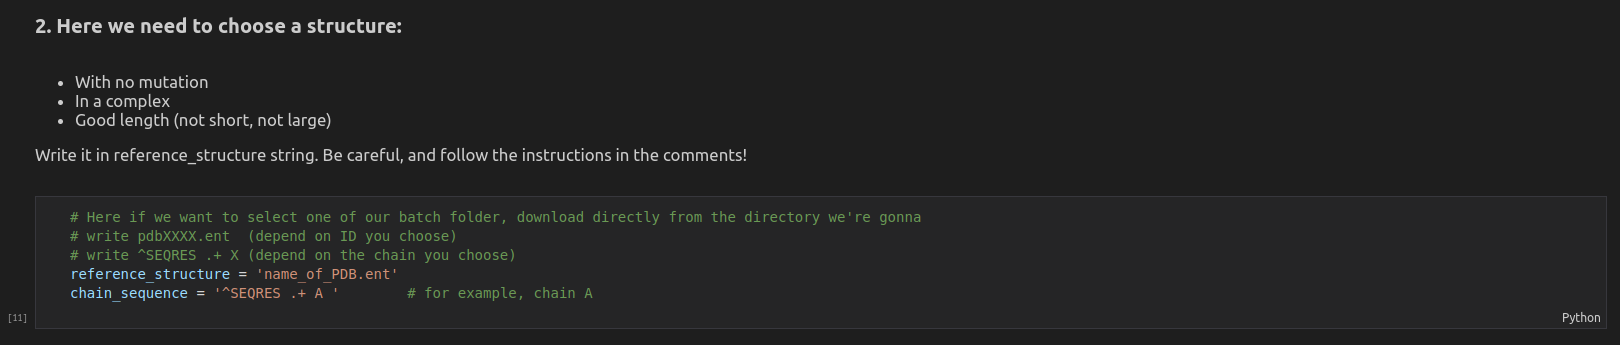 2. Here we need to choose a structure:
• With no mutation
• In a complex
• Good length (not short, not large)
Write it in reference_structure string. Be careful, and follow the instructions in the comments!
# Here if we want to select one of our batch folder, download directly from the directory we're gonna
# write pdbXXXX.ent  (depend on ID you choose)
# write ^SEQRES .+ X (depend on the chain you choose)
reference_structure = 'name_of_PDB.ent'
chain_sequence = '^SEQRES .+ A '        # for example, chain A
[11]
Python